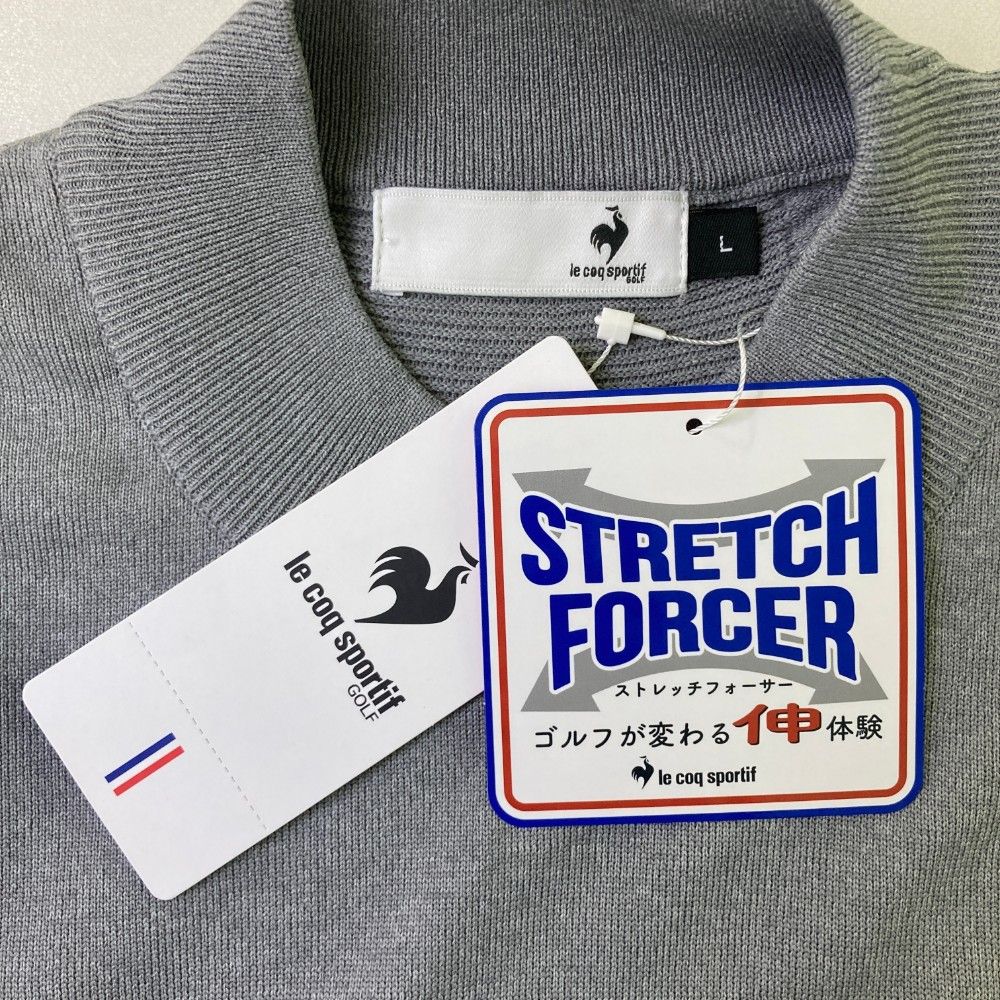 le coq sportif
GOLF
L
le coq sportif
GOLF
STRETCH
FORCER
ストレッチフォーサー
ゴルフが変わる伸体験
le coq sportif